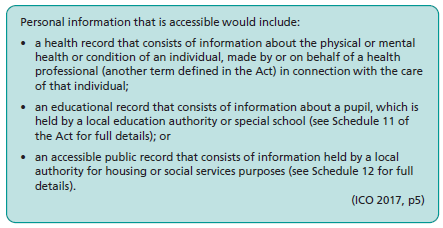 Personal information that is accessible would include:
• a health record that consists of information about the physical or mental
health or condition of an individual, made by or on behalf of a health
professional (another term defined in the Act) in connection with the care
of that individual;
• an educational record that consists of information about a pupil, which is
held by a local education authority or special school (see Schedule 11 of
the Act for full details); or
• an accessible public record that consists of information held by a local
authority for housing or social services purposes (see Schedule 12 for full
details).
(ICO 2017, p5)